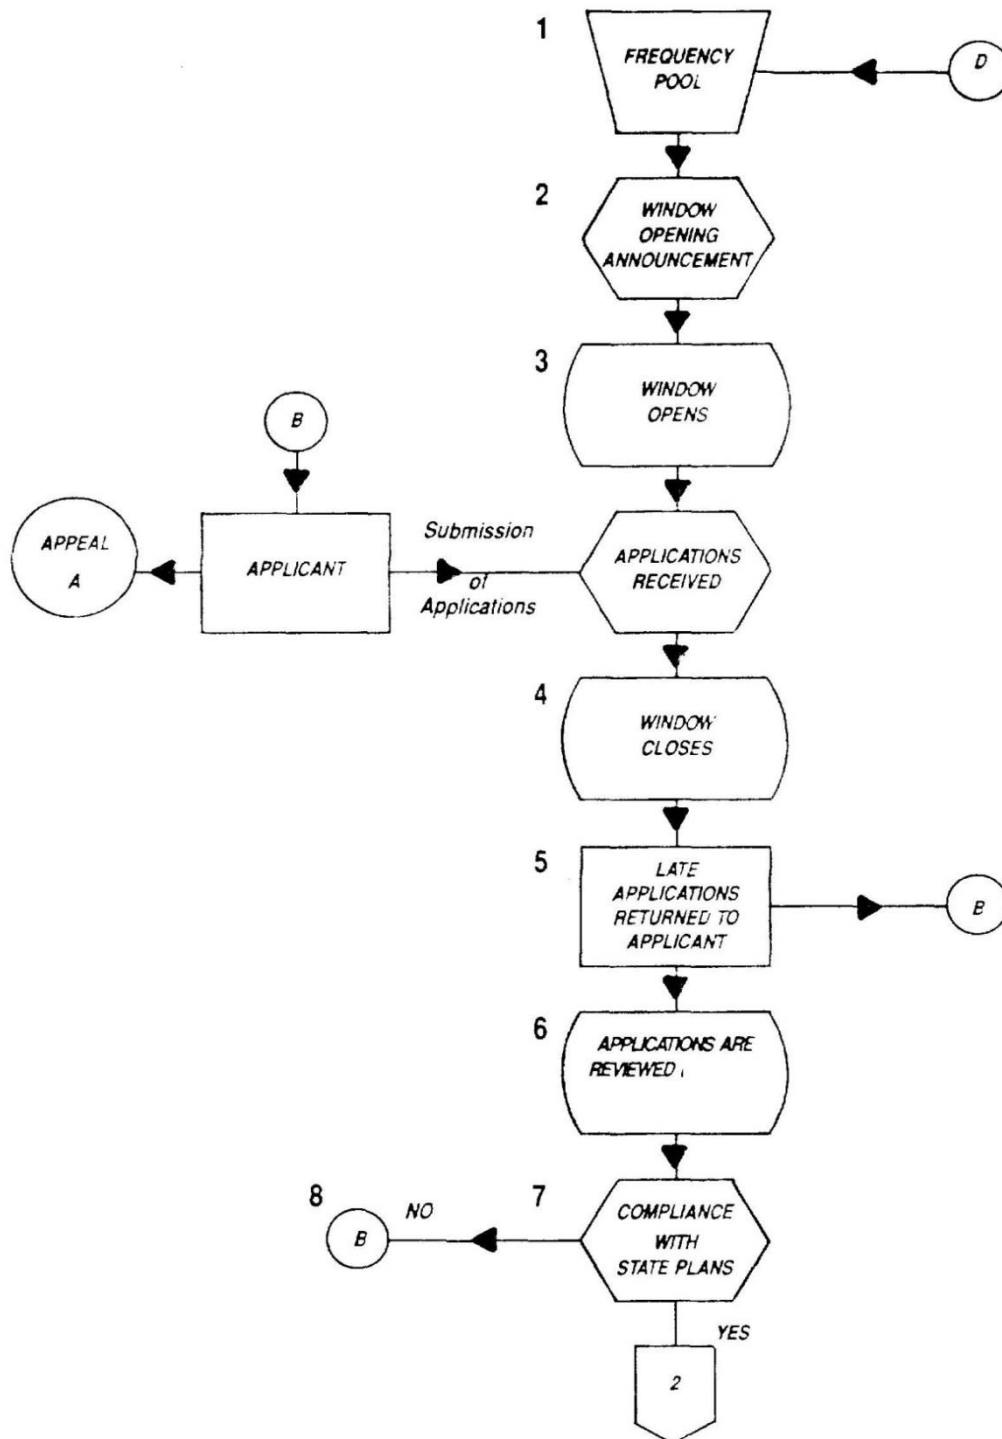 1
FREQUENCY
POOL
D
2
WINDOW
OPENING
ANNOUNCEMENT
3
WINDOW
OPENS
B
APPEAL
A
APPLICANT
Submission
of
Applications
APPLICATIONS
RECEIVED
4
WINDOW
CLOSES
5
LATE
APPLICATIONS
RETURNED TO
APPLICANT
B
6
APPLICATIONS ARE
REVIEWED
8
B
NO
7
COMPLIANCE
WITH
STATE PLANS
YES
2